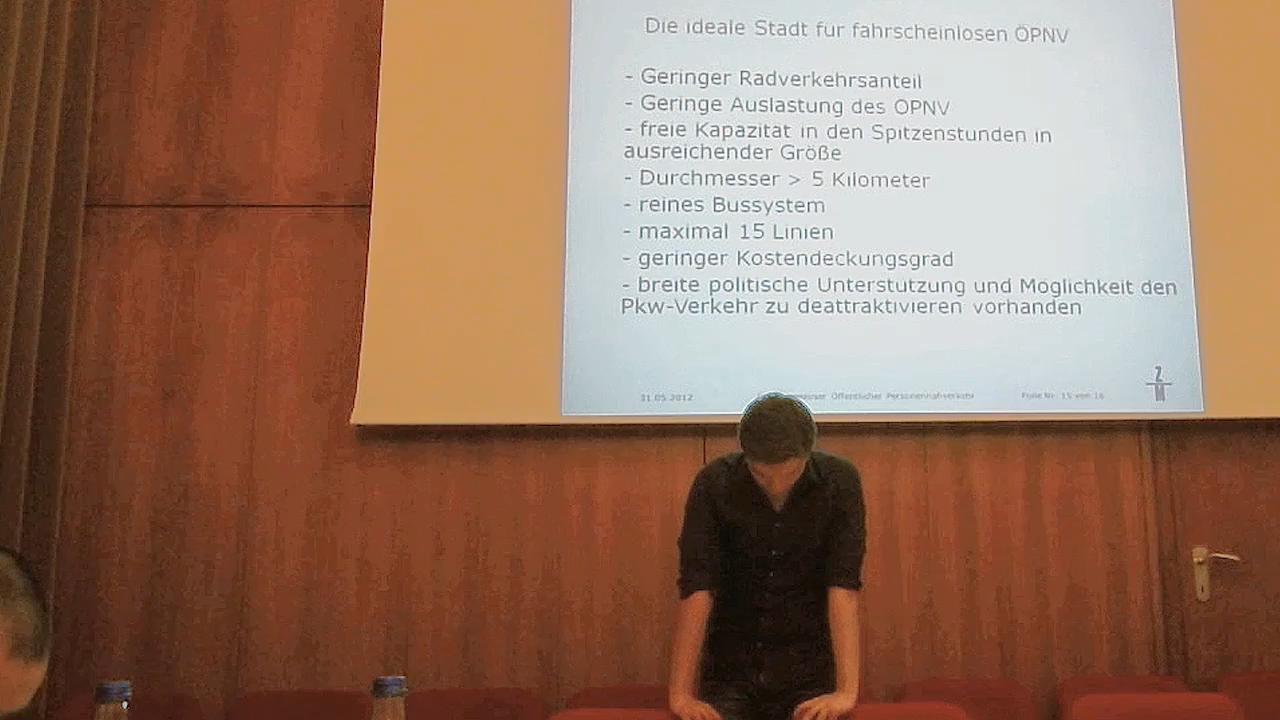 Die ideale Stadt für fahrscheinlosen ÖPNV
- Geringer Radverkehrsanteil
- Geringe Auslastung des ÖPNV
- freie Kapazität in den Spitzenstunden in
ausreichender Größe
- Durchmesser > 5 Kilometer
- reines Bussystem
- maximal 15 Linien
- geringer Kostendeckungsgrad
- breite politische Unterstützung und Möglichkeit den
Pkw-Verkehr zu deattraktivieren vorhanden
31.05.2012 Öffentlicher Personennahverkehr Folie Nr. 15 von 16